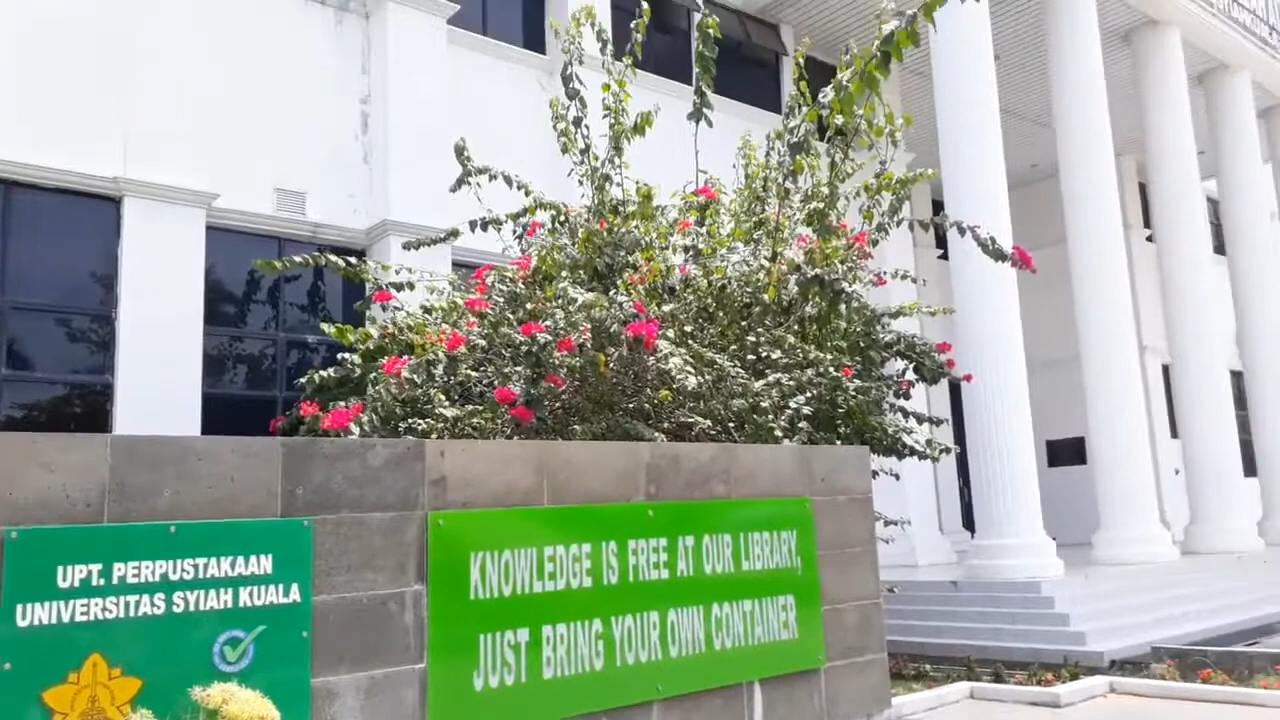 UPT. PERPUSTAKAAN
UNIVERSITAS SYIAH KUALA
KNOWLEDGE IS FREE AT OUR LIBRARY,
JUST BRING YOUR OWN CONTAINER